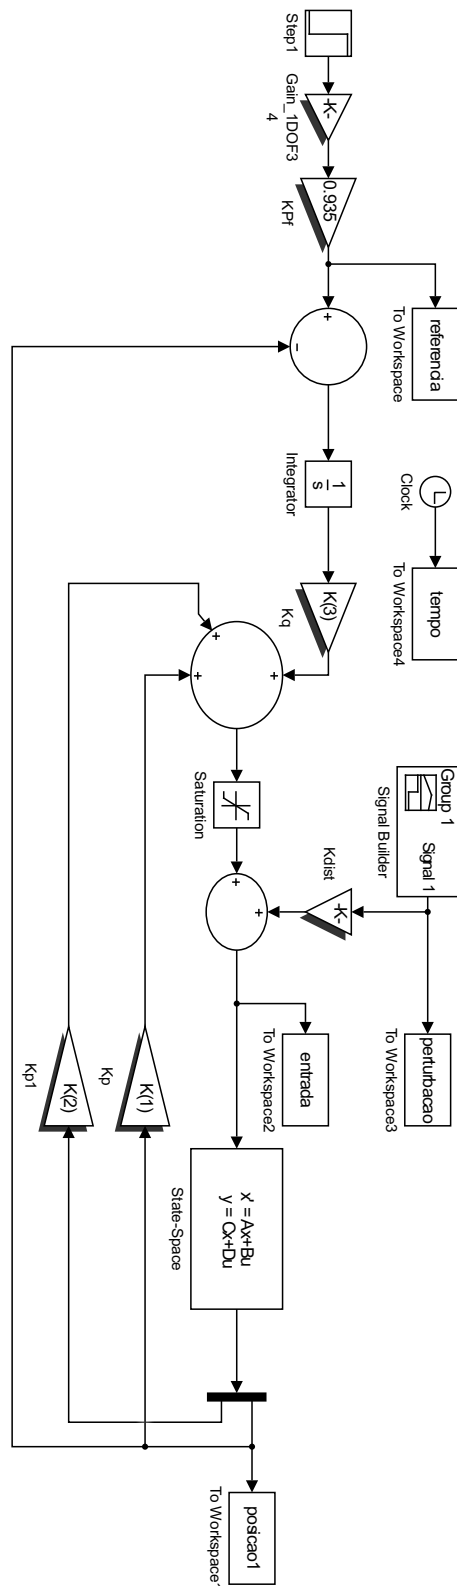 Step1
-K-
Gain_1DOF3
4
0.935
KPf
referencia
To Workspace
+
-
1
s
Integrator
Clock
tempo
To Workspace4
K(3)
Kq
+
+
+
Saturation
Group 1
Signal 1
Signal Builder
-K-
Kdist
+
+
perturbacao
To Workspace3
entrada
To Workspace2
K(1)
Kp
K(2)
Kp1
x' = Ax+Bu
y = Cx+Du
State-Space
posicao1
To Workspace1